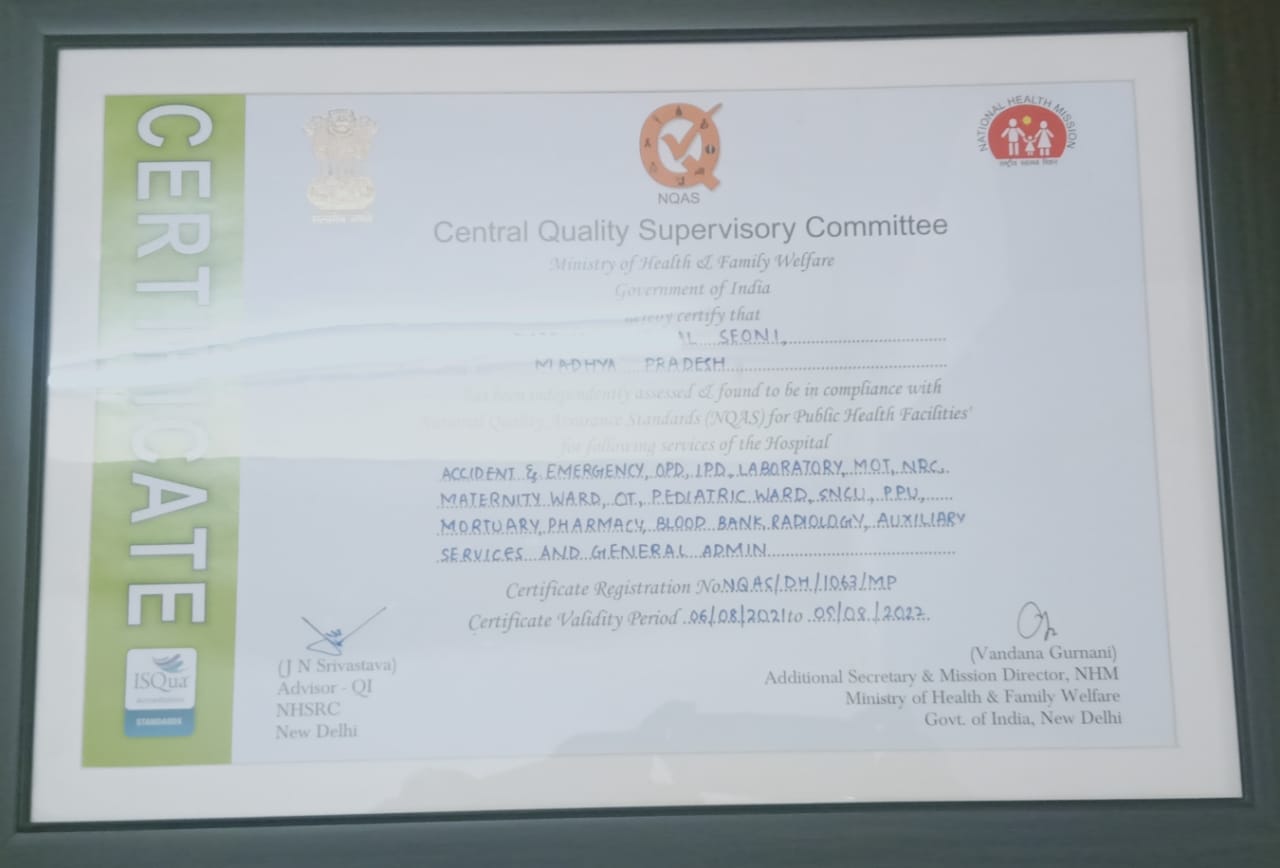 CERTIFICATE
NQAS
NATIONAL HEALTH MISSION
राष्ट्रीय स्वास्थ्य मिशन
Central Quality Supervisory Committee
Ministry of Health & Family Welfare
Government of India
certify that
SEONI,
MADHYA PRADESH
has been independently assessed & found to be in compliance with
National Quality Assurance Standards (NQAS) for Public Health Facilities'
for following services of the Hospital
ACCIDENT & EMERGENCY, OPD, IPD, LABORATORY, MOT, NRC,
MATERNITY WARD, OT, PEDIATRIC WARD, SNCU, PPU,
MORTUARY, PHARMACY, BLOOD BANK, RADIOLOGY, AUXILIARY
SERVICES AND GENERAL ADMIN
Certificate Registration No. NQAS/DH/1063/MP
Certificate Validity Period 06/08/2021 to 05/08/2022
(J N Srivastava)
Advisor - QI
NHSRC
New Delhi
(Vandana Gurnani)
Additional Secretary & Mission Director, NHM
Ministry of Health & Family Welfare
Govt. of India, New Delhi
ISQua
STANDARDS